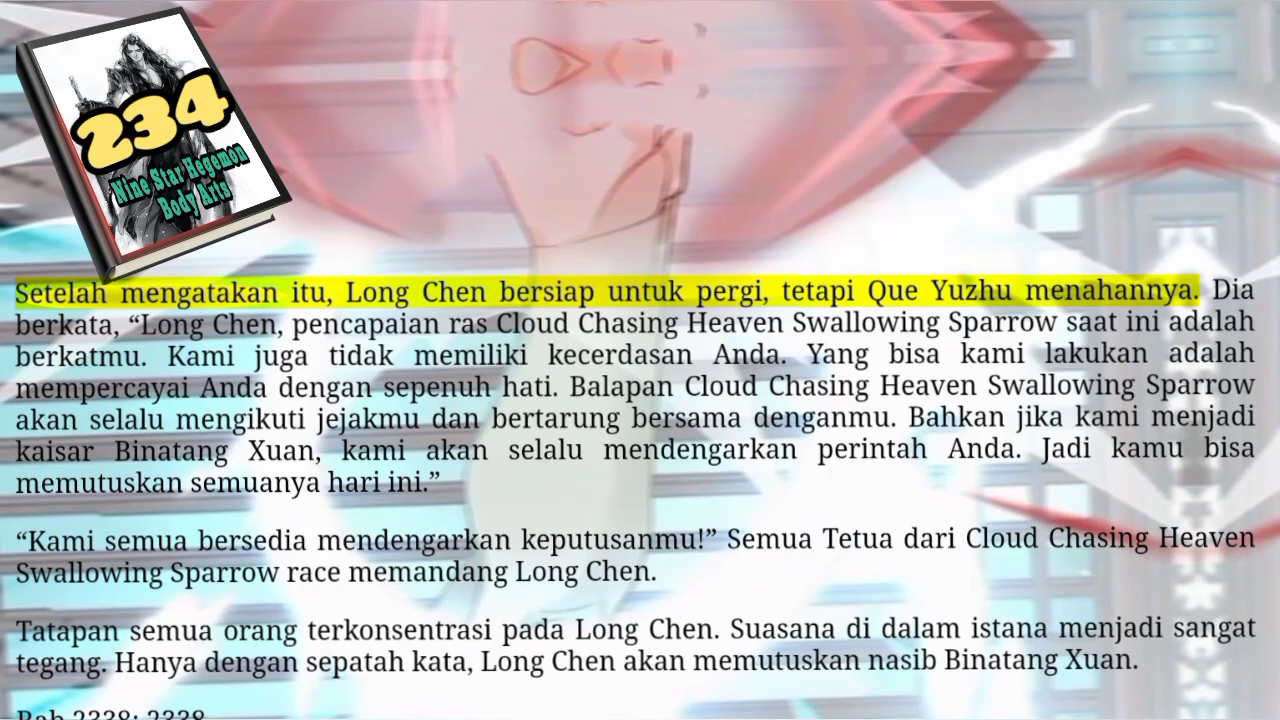 234
Nine Star Hegemon
Body Arts
Setelah mengatakan itu, Long Chen bersiap untuk pergi, tetapi Que Yuzhu menahannya. Dia
berkata, “Long Chen, pencapaian ras Cloud Chasing Heaven Swallowing Sparrow saat ini adalah
berkatmu. Kami juga tidak memiliki kecerdasan Anda. Yang bisa kami lakukan adalah
mempercayai Anda dengan sepenuh hati. Balapan Cloud Chasing Heaven Swallowing Sparrow
akan selalu mengikuti jejakmu dan bertarung bersama denganmu. Bahkan jika kami menjadi
kaisar Binatang Xuan, kami akan selalu mendengarkan perintah Anda. Jadi kamu bisa
memutuskan semuanya hari ini.”
“Kami semua bersedia mendengarkan keputusanmu!” Semua Tetua dari Cloud Chasing Heaven
Swallowing Sparrow race memandang Long Chen.
Tatapan semua orang terkonsentrasi pada Long Chen. Suasana di dalam istana menjadi sangat
tegang. Hanya dengan sepatah kata, Long Chen akan memutuskan nasib Binatang Xuan.
Bab 2338: 2338